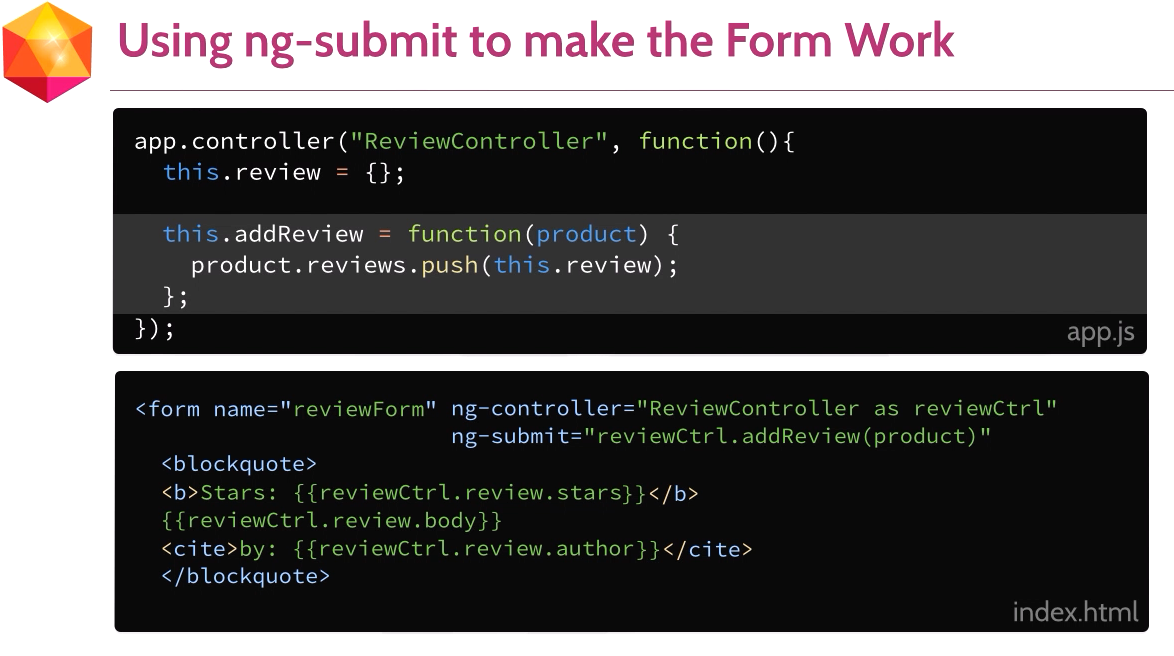 Using ng-submit to make the Form Work
app.controller("ReviewController", function(){
  this.review = {};
  this.addReview = function(product) {
    product.reviews.push(this.review);
  };
});
app.js
<form name="reviewForm" ng-controller="ReviewController as reviewCtrl"
                        ng-submit="reviewCtrl.addReview(product)"
  <blockquote>
  <b>Stars: {{reviewCtrl.review.stars}}</b>
  {{reviewCtrl.review.body}}
  <cite>by: {{reviewCtrl.review.author}}</cite>
  </blockquote>
index.html